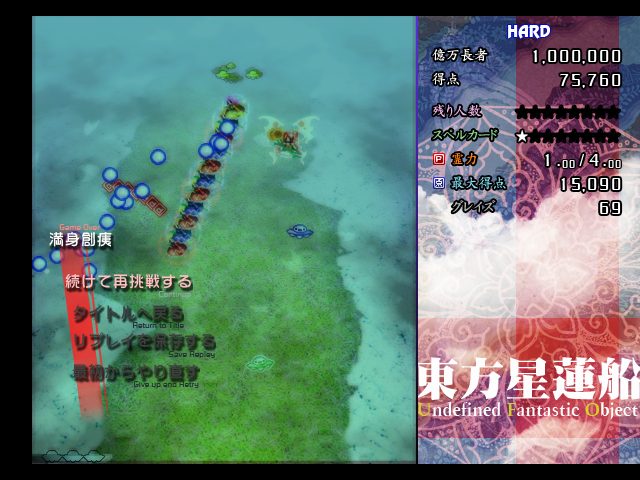 HARD
億万長者 1,000,000
得点 75,760
残り人数
スペルカード
P 霊力 1.00/4.00
点 最大得点 15,090
グレイズ 69
Game Over
満身創痍
続けて再挑戦する
Continue
タイトルへ戻る
Return to Title
リプレイを保存する
Save Replay
最初からやり直す
Give up and Retry
東方星蓮船
Undefined Fantastic Object